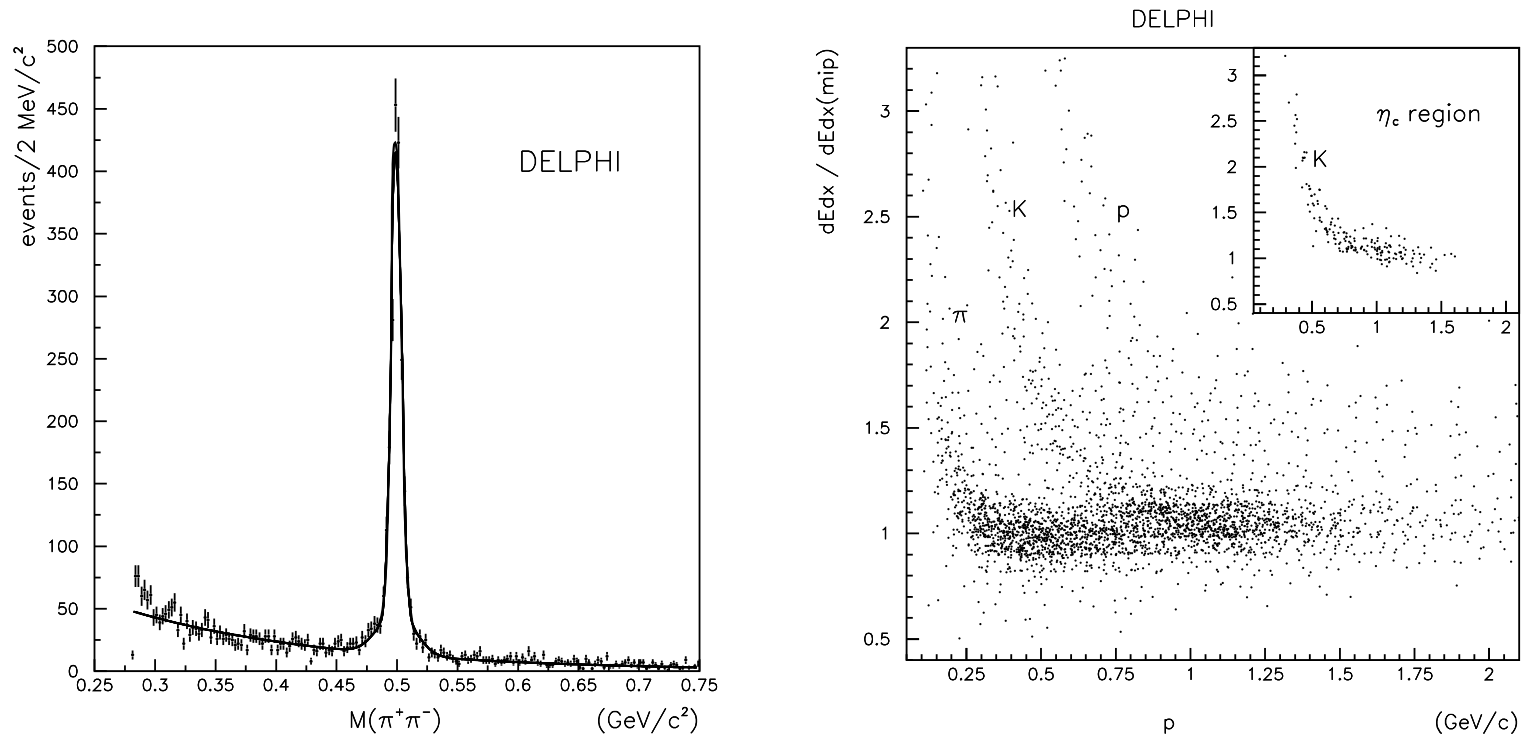 events/2 MeV/c²
500
450
400
350
300
250
200
150
100
50
0
DELPHI
0.25 0.3 0.35 0.4 0.45 0.5 0.55 0.6 0.65 0.7 0.75
M(π⁺π⁻) (GeV/c²)
DELPHI
dEdx / dEdx(mip)
3
2.5
2
1.5
1
0.5
K
p
π
0.25 0.5 0.75 1 1.25 1.5 1.75 2
p (GeV/c)
3
2.5
2
1.5
1
0.5
η_c region
K
0.5 1 1.5 2